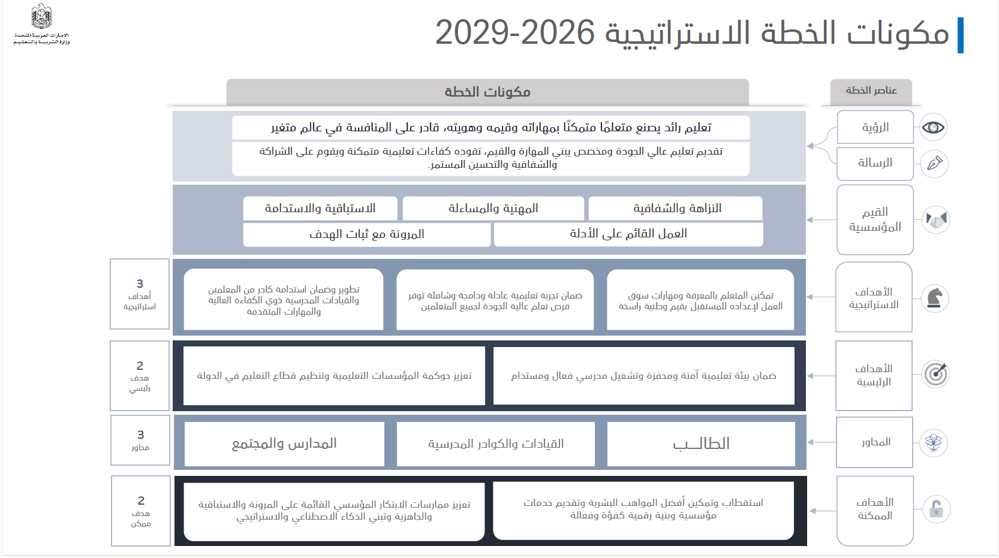 الإمارات العربية المتحدة
وزارة التربية والتعليم
مكونات الخطة الاستراتيجية 2026-2029
عناصر الخطة
مكونات الخطة
الرؤية
تعليم رائد يصنع متعلمًا متمكنًا بمهاراته وقيمه وهويته، قادر على المنافسة في عالم متغير
الرسالة
تقديم تعليم عالي الجودة ومخصص يبني المهارة والقيم، تقوده كفاءات تعليمية متمكنة ويقوم على الشراكة
والشفافية والتحسين المستمر.
القيم
المؤسسية
النزاهة والشفافية
المهنية والمساءلة
الاستباقية والاستدامة
العمل القائم على الأدلة
المرونة مع ثبات الهدف
الأهداف
الاستراتيجية
تمكين المتعلم بالمعرفة ومهارات سوق
العمل لإعداده للمستقبل بقيم وطنية راسخة
ضمان تجربة تعليمية عادلة ودامجة وشاملة توفر
فرص تعلم عالية الجودة لجميع المتعلمين
تطوير وضمان استدامة كادر من المعلمين
والقيادات المدرسية ذوي الكفاءة العالية
والمهارات المتقدمة
3
أهداف
استراتيجية
الأهداف
الرئيسية
ضمان بيئة تعليمية آمنة ومحفزة وتشغيل مدرسي فعال ومستدام
تعزيز حوكمة المؤسسات التعليمية وتنظيم قطاع التعليم في الدولة
2
هدف
رئيسي
المحاور
الطالـــب
القيادات والكوادر المدرسية
المدارس والمجتمع
3
محاور
الأهداف
الممكنة
استقطاب وتمكين أفضل المواهب البشرية وتقديم خدمات
مؤسسية وبنية رقمية كفؤة وفعالة
تعزيز ممارسات الابتكار المؤسسي القائمة على المرونة والاستباقية
والجاهزية وتبني الذكاء الاصطناعي والاستراتيجي
2
هدف
ممكن